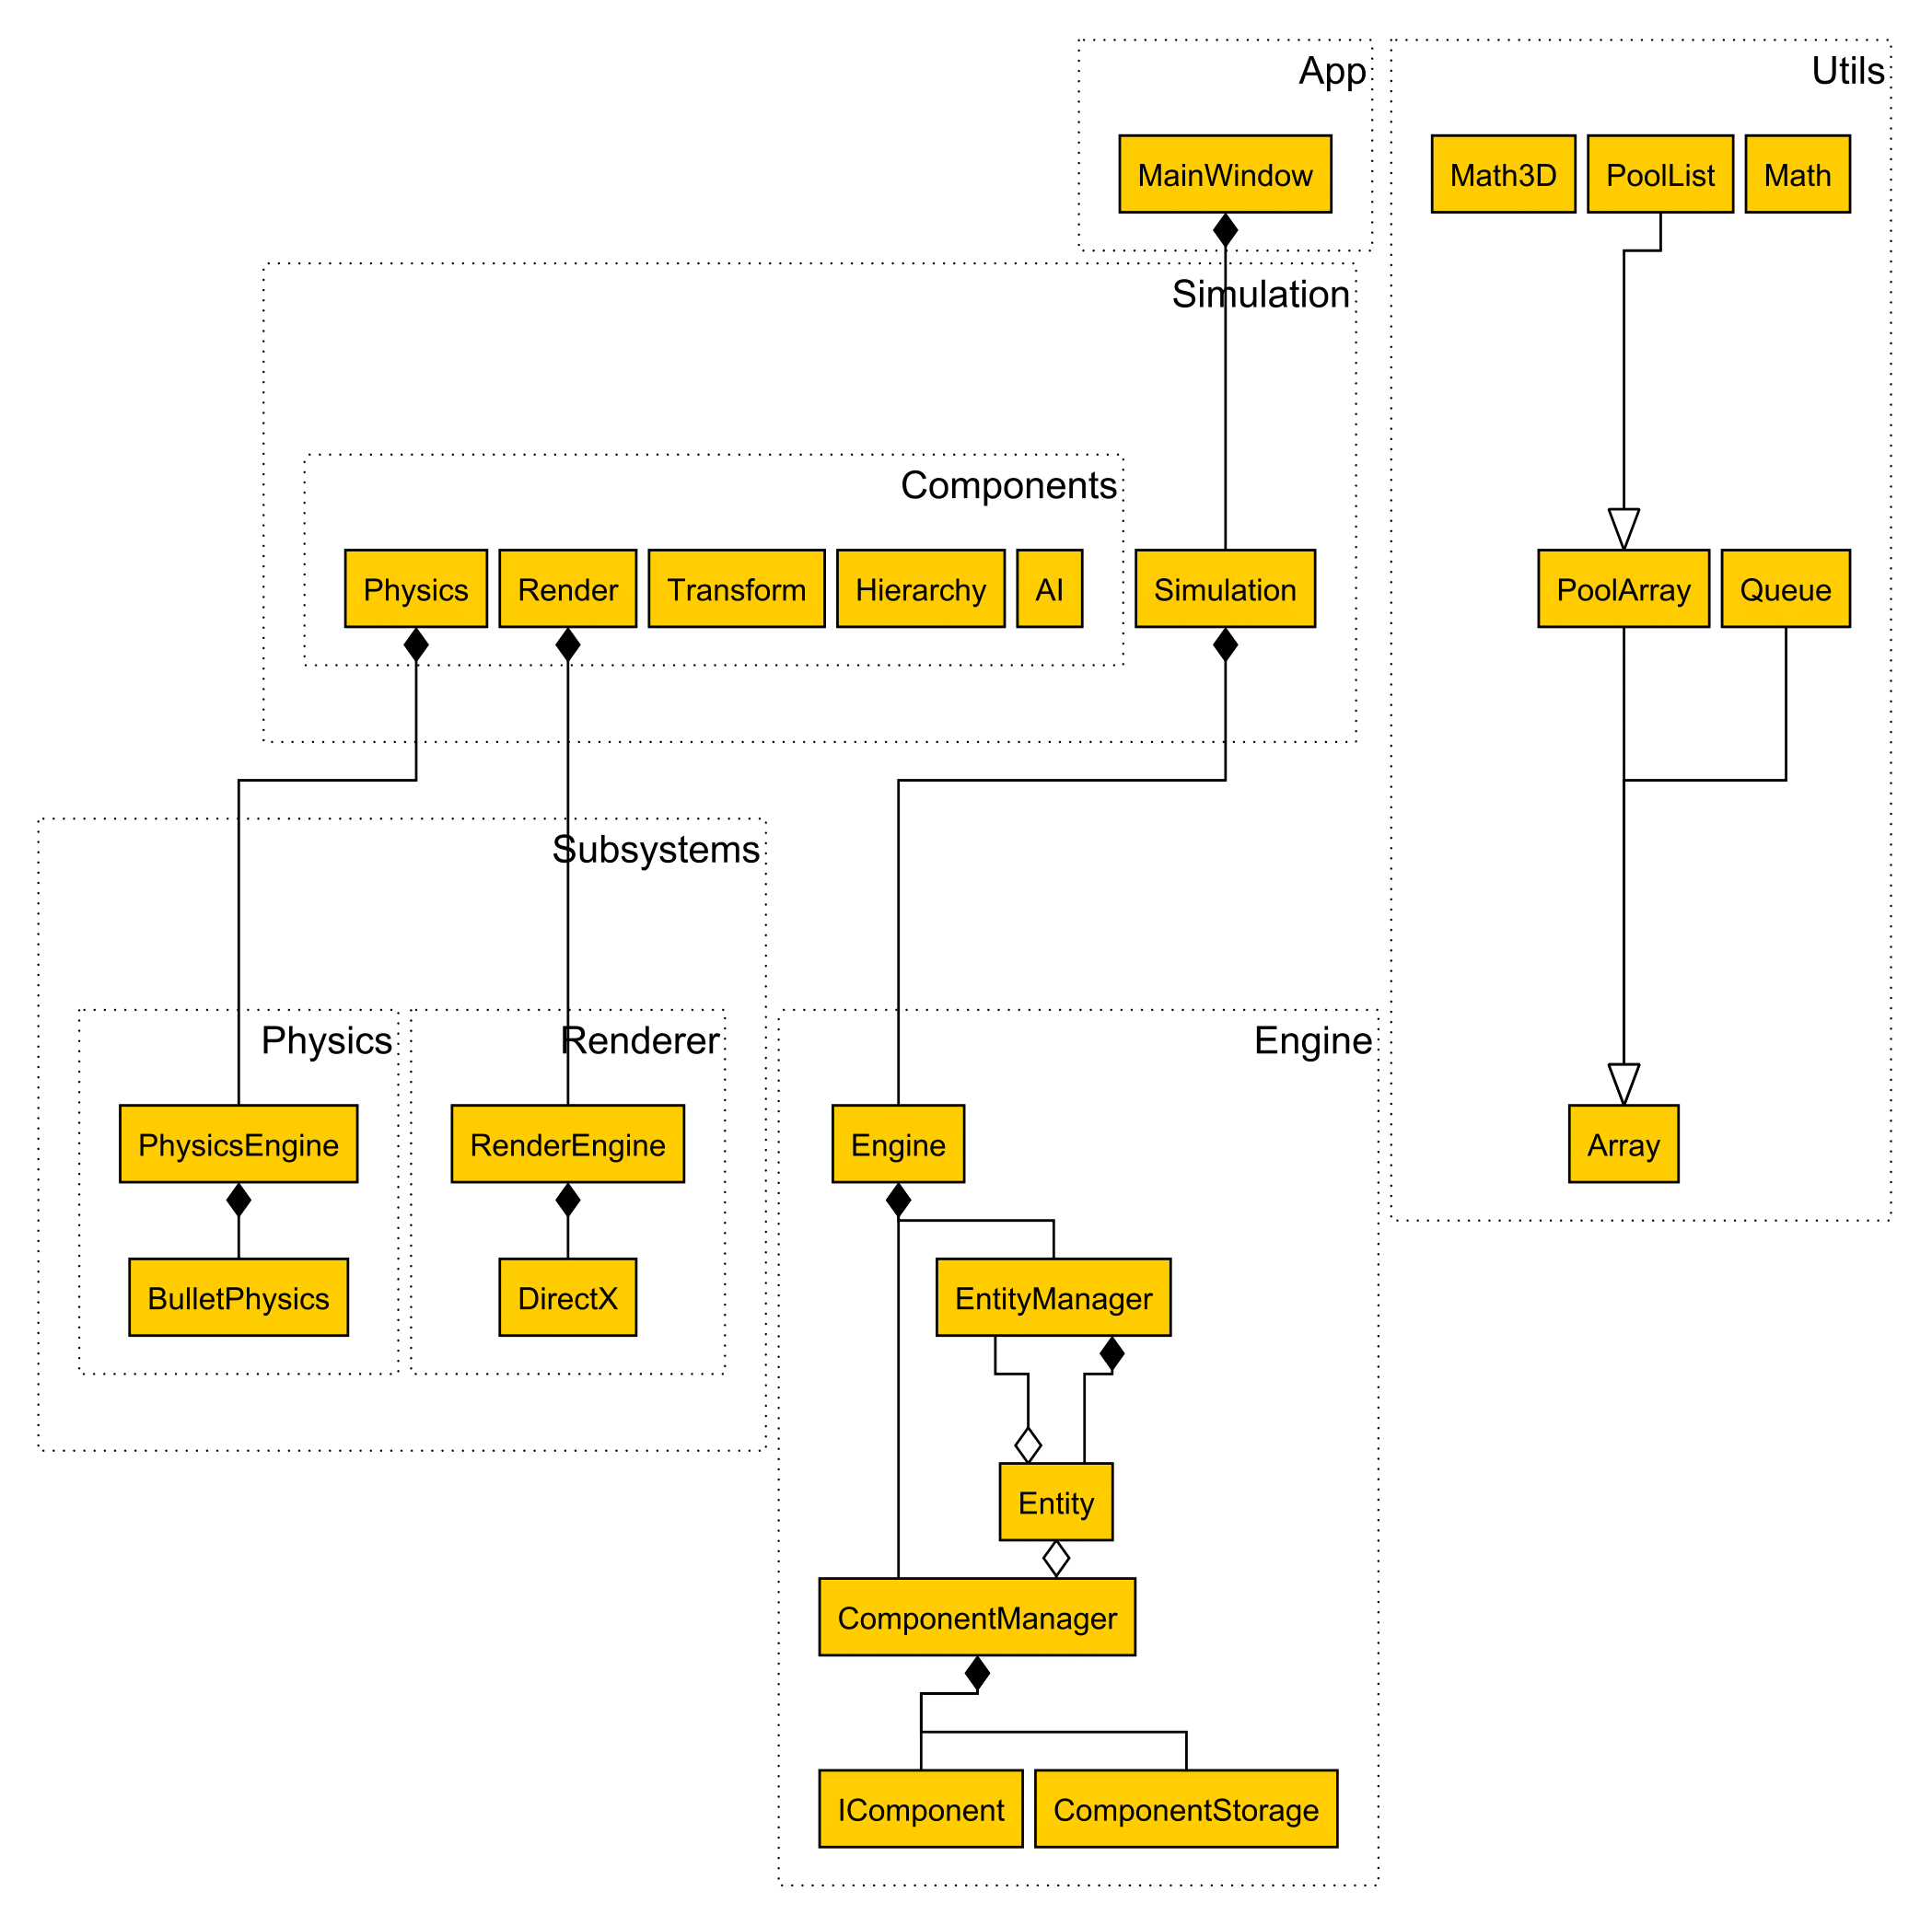 App
Utils
MainWindow
Math3D
PoolList
Math
Simulation
Components
Physics
Render
Transform
Hierarchy
AI
Simulation
PoolArray
Queue
Subsystems
Physics
Renderer
Engine
PhysicsEngine
RenderEngine
Engine
Array
BulletPhysics
DirectX
EntityManager
Entity
ComponentManager
IComponent
ComponentStorage